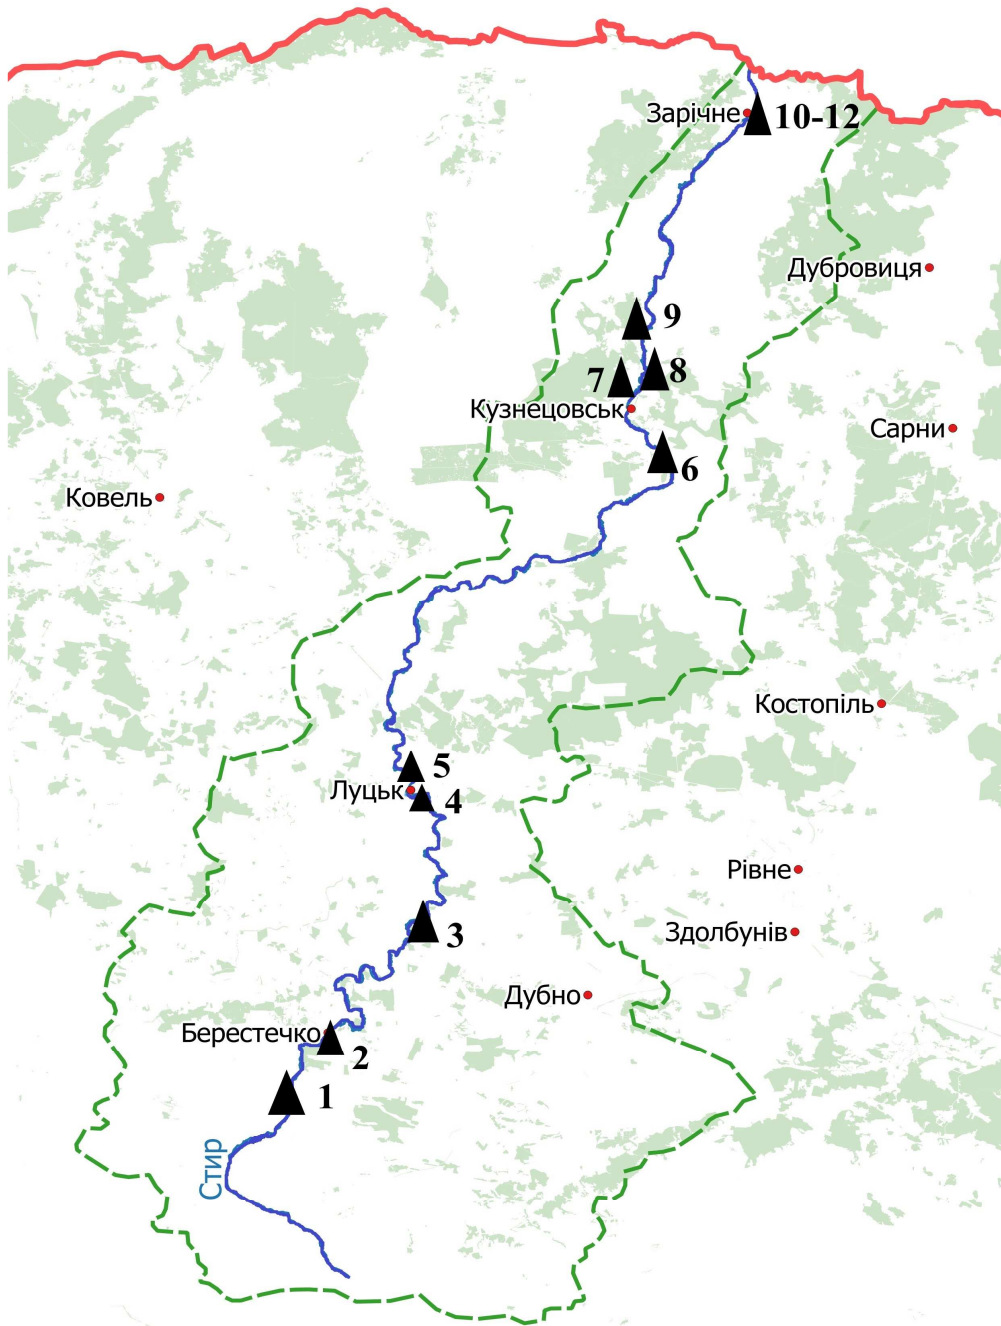 Зарічне
10-12
Дубровиця
9
7
8
Кузнецовськ
Сарни
6
Ковель
Костопіль
5
Луцьк
4
Рівне
3
Здолбунів
Дубно
Берестечко
2
1
Стир